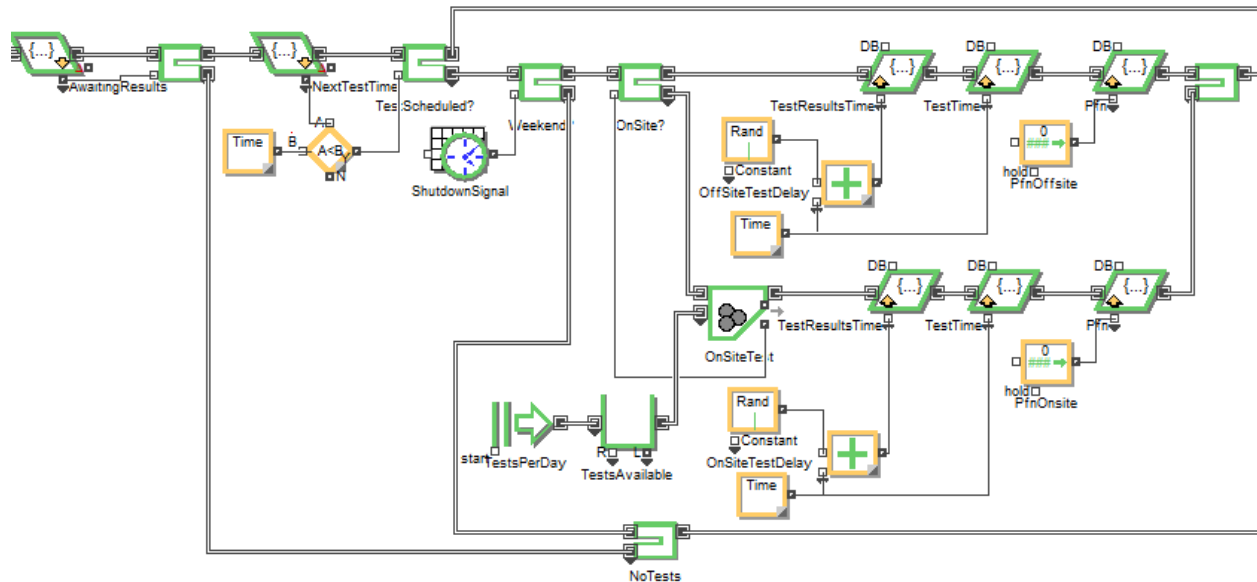 {...}
{...}
AwaitingResults
NextTestTime
TestScheduled?
Time
B
A
A<B
Y
N
ShutdownSignal
Weekend?
OnSite?
DB
{...}
DB
{...}
DB
{...}
TestResultsTime
TestTime
Pfn
Rand
Constant
OffSiteTestDelay
Time
0
###
hold
PfnOffsite
OnSiteTest
DB
{...}
DB
{...}
DB
{...}
TestResultsTime
TestTime
Pfn
0
###
hold
PfnOnsite
Rand
Constant
OnSiteTestDelay
Time
start
TestsPerDay
R
L
TestsAvailable
NoTests